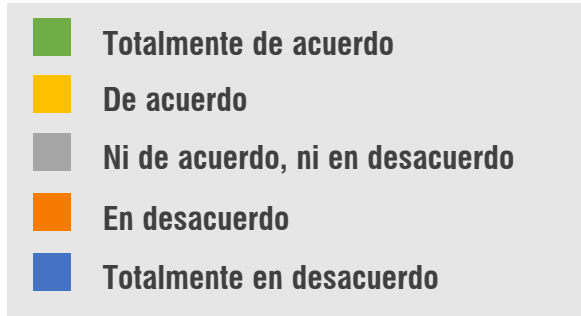 Totalmente de acuerdo
De acuerdo
Ni de acuerdo, ni en desacuerdo
En desacuerdo
Totalmente en desacuerdo